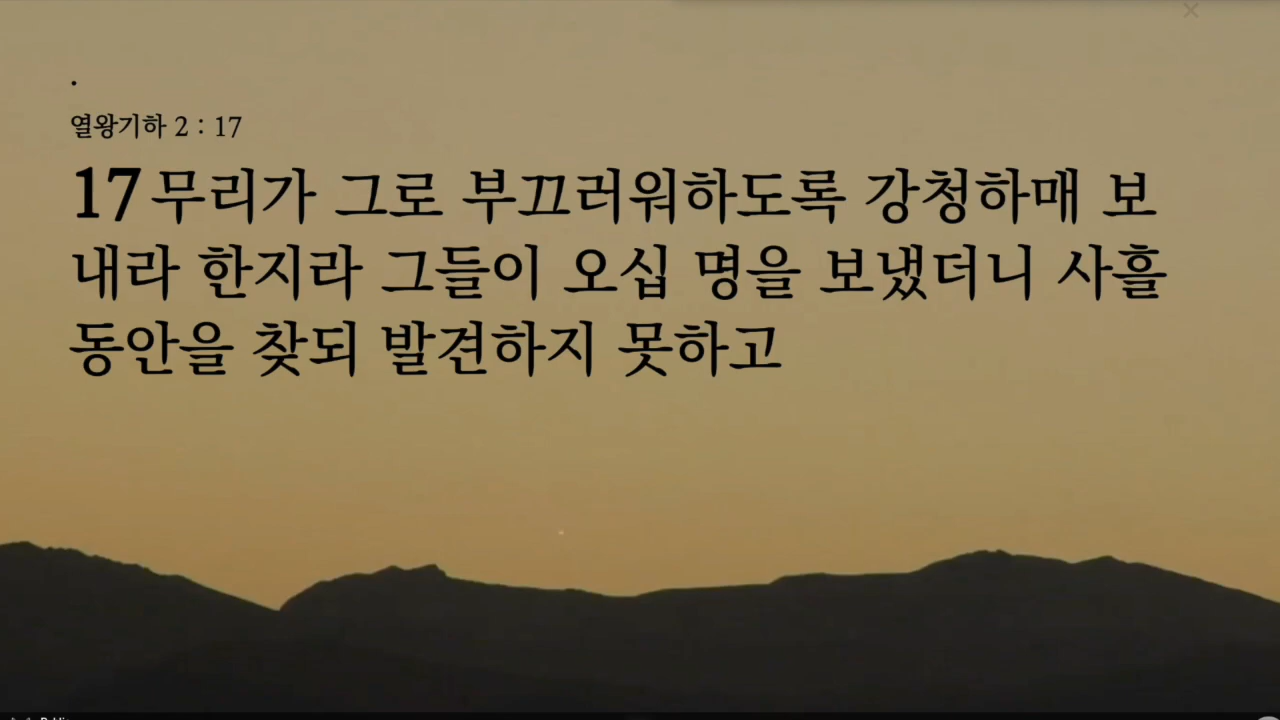 .
열왕기하 2 : 17
17 무리가 그로 부끄러워하도록 강청하매 보
내라 한지라 그들이 오십 명을 보냈더니 사흘
동안을 찾되 발견하지 못하고